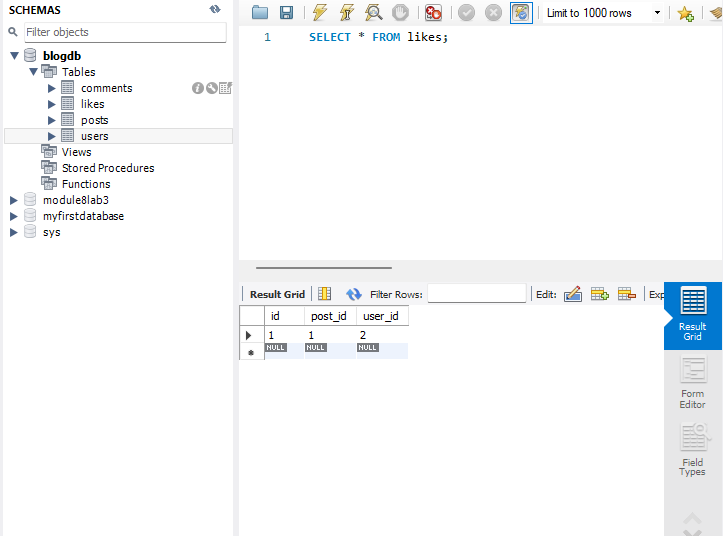 SCHEMAS
Filter objects
blogdb
Tables
comments
likes
posts
users
Views
Stored Procedures
Functions
module8lab3
myfirstdatabase
sys
Limit to 1000 rows
1 SELECT * FROM likes;
Result Grid Filter Rows: Edit: Exp
id post_id user_id
1 1 2
NULL NULL NULL
Result
Grid
Form
Editor
Field
Types